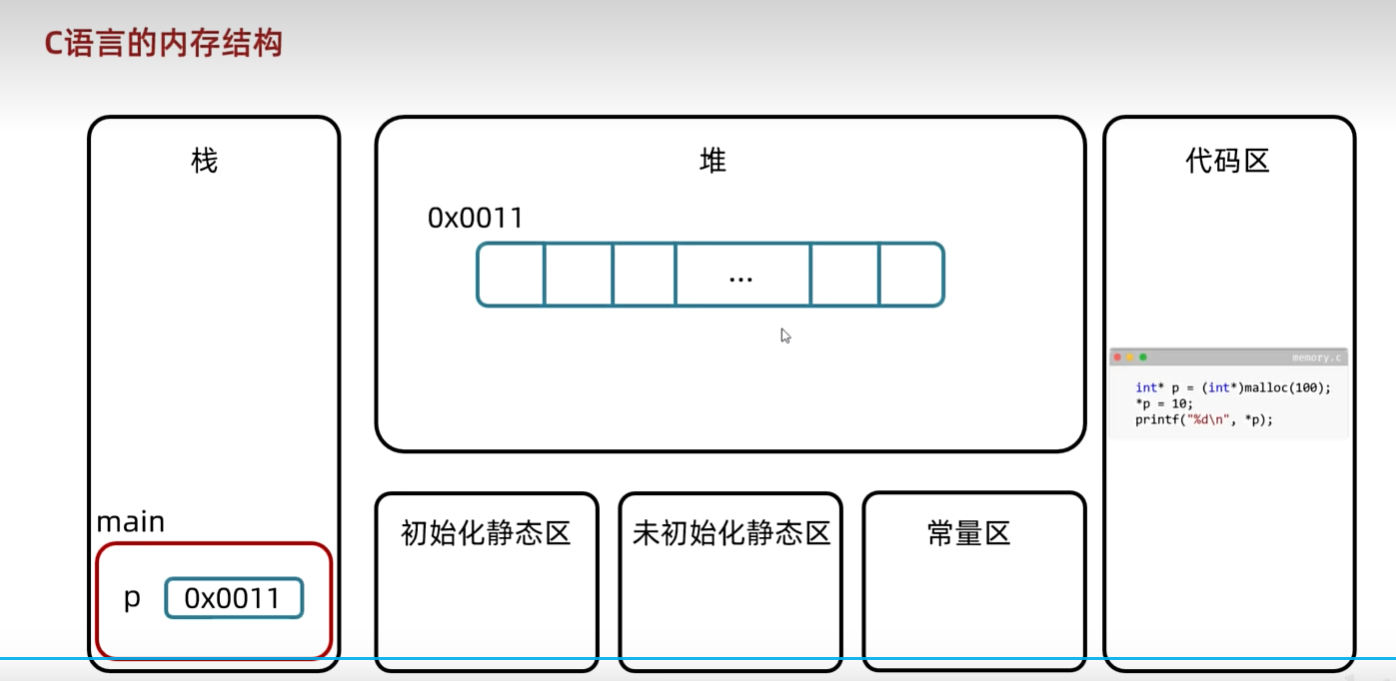 C语言的内存结构
栈
堆
代码区
0x0011
...
memory.c
int* p = (int*)malloc(100);
*p = 10;
printf("%d\n", *p);
main
p
0x0011
初始化静态区
未初始化静态区
常量区